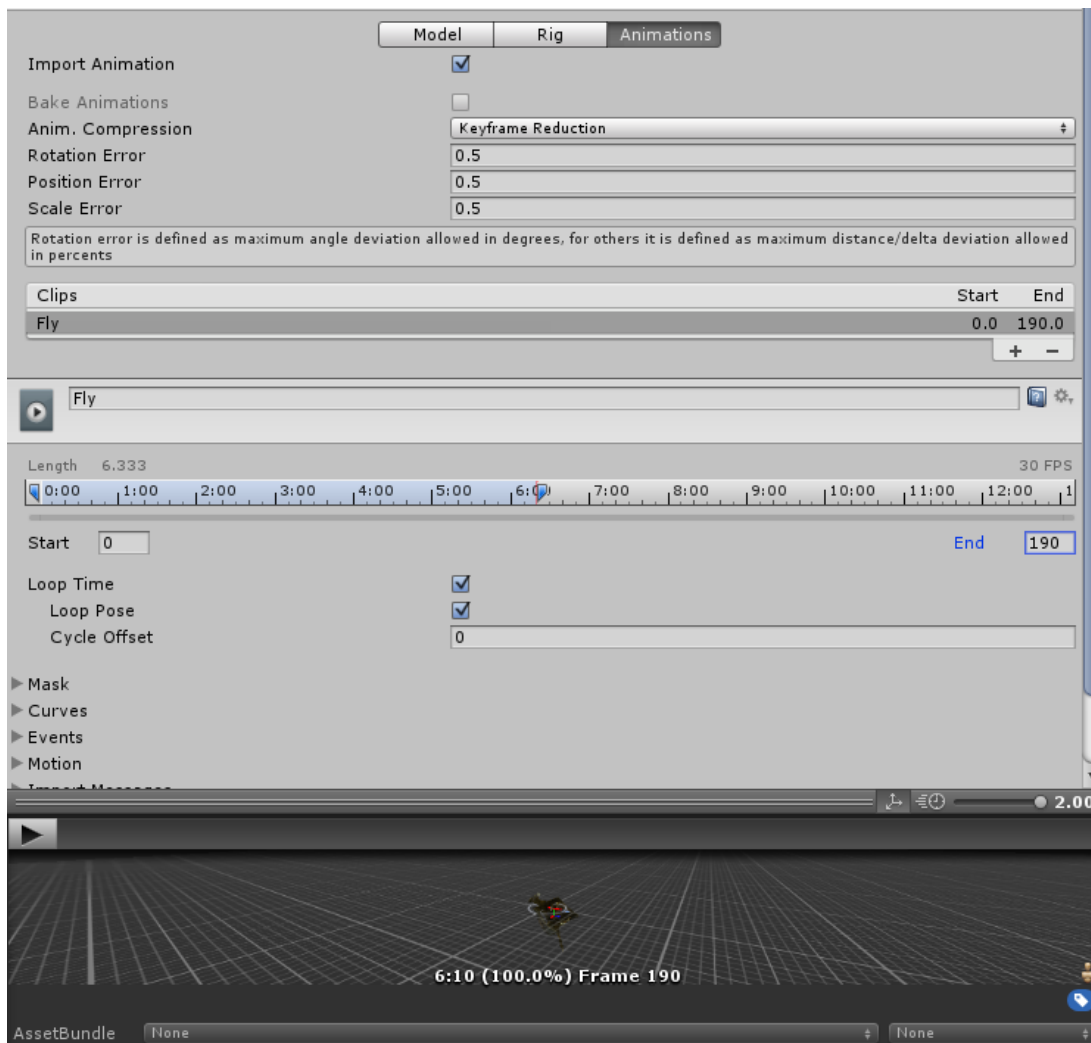 Model Rig Animations
Import Animation
Bake Animations
Anim. Compression Keyframe Reduction
Rotation Error 0.5
Position Error 0.5
Scale Error 0.5
Rotation error is defined as maximum angle deviation allowed in degrees, for others it is defined as maximum distance/delta deviation allowed
in percents
Clips Start End
Fly 0.0 190.0
+ −
Fly
Length 6.333 30 FPS
0:00 1:00 2:00 3:00 4:00 5:00 7:00 8:00 9:00 10:00 11:00 12:00
Start 0 End 190
Loop Time
Loop Pose
Cycle Offset 0
Mask
Curves
Events
Motion
Import Messages
2.00
6:10 (100.0%) Frame 190
AssetBundle None None